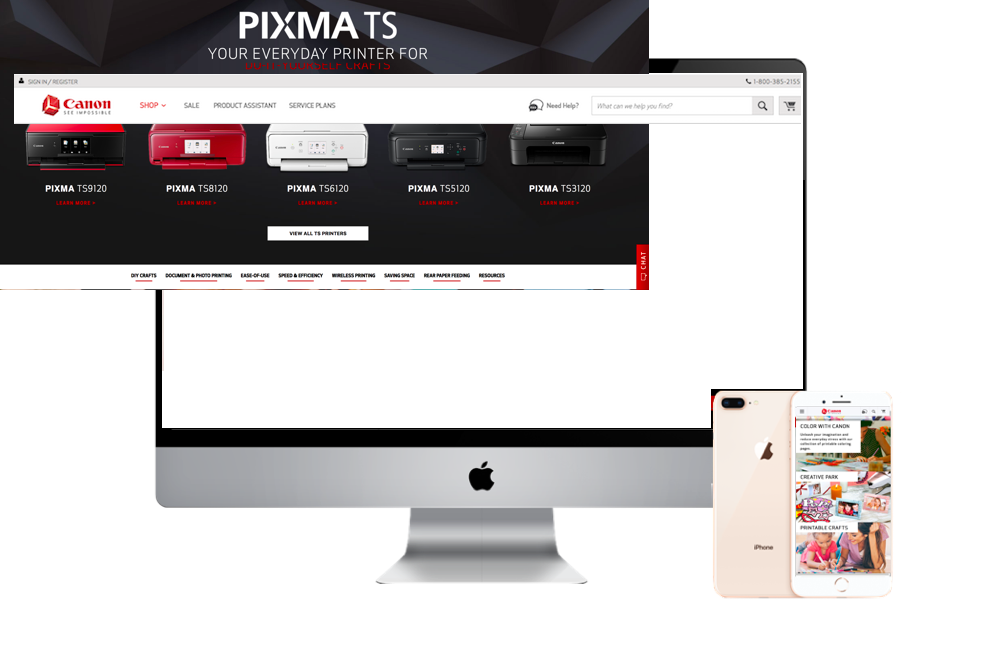 PIXMA TS
YOUR EVERYDAY PRINTER FOR
DO-IT-YOURSELF CRAFTS
SIGN IN / REGISTER
1-800-385-2155
Canon
SEE IMPOSSIBLE
SHOP
SALE
PRODUCT ASSISTANT
SERVICE PLANS
Need Help?
What can we help you find?
PIXMA TS9120
PIXMA TS8120
PIXMA TS6120
PIXMA TS5120
PIXMA TS3120
LEARN MORE >
LEARN MORE >
LEARN MORE >
LEARN MORE >
LEARN MORE >
VIEW ALL TS PRINTERS
CHAT
DIY CRAFTS
DOCUMENT & PHOTO PRINTING
EASE-OF-USE
SPEED & EFFICIENCY
WIRELESS PRINTING
SAVING SPACE
REAR PAPER FEEDING
RESOURCES
iPhone
Canon
COLOR WITH CANON
Unleash your imagination and
reduce everyday stress with our
collection of printable coloring
pages.
CREATIVE PARK
PRINTABLE CRAFTS